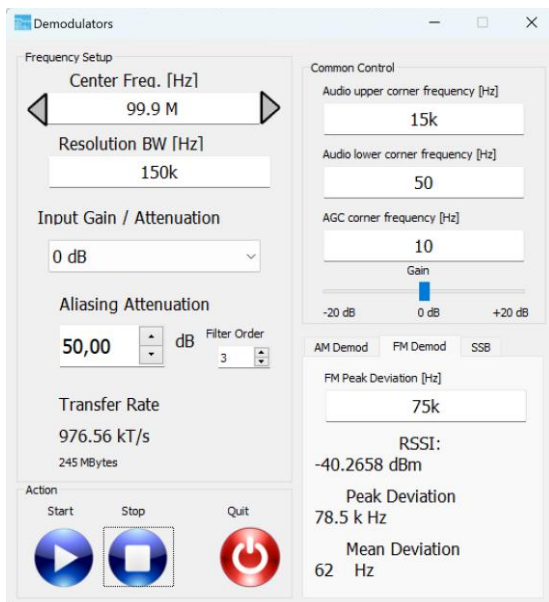 Demodulators
Frequency Setup
Center Freq. [Hz]
99.9 M
Resolution BW [Hz]
150k
Input Gain / Attenuation
0 dB
Aliasing Attenuation
50,00
dB
Filter Order
3
Transfer Rate
976.56 kT/s
245 MBytes
Action
Start Stop Quit
Common Control
Audio upper corner frequency [Hz]
15k
Audio lower corner frequency [Hz]
50
AGC corner frequency [Hz]
10
Gain
-20 dB 0 dB +20 dB
AM Demod FM Demod SSB
FM Peak Deviation [Hz]
75k
RSSI:
-40.2658 dBm
Peak Deviation
78.5 k Hz
Mean Deviation
62 Hz